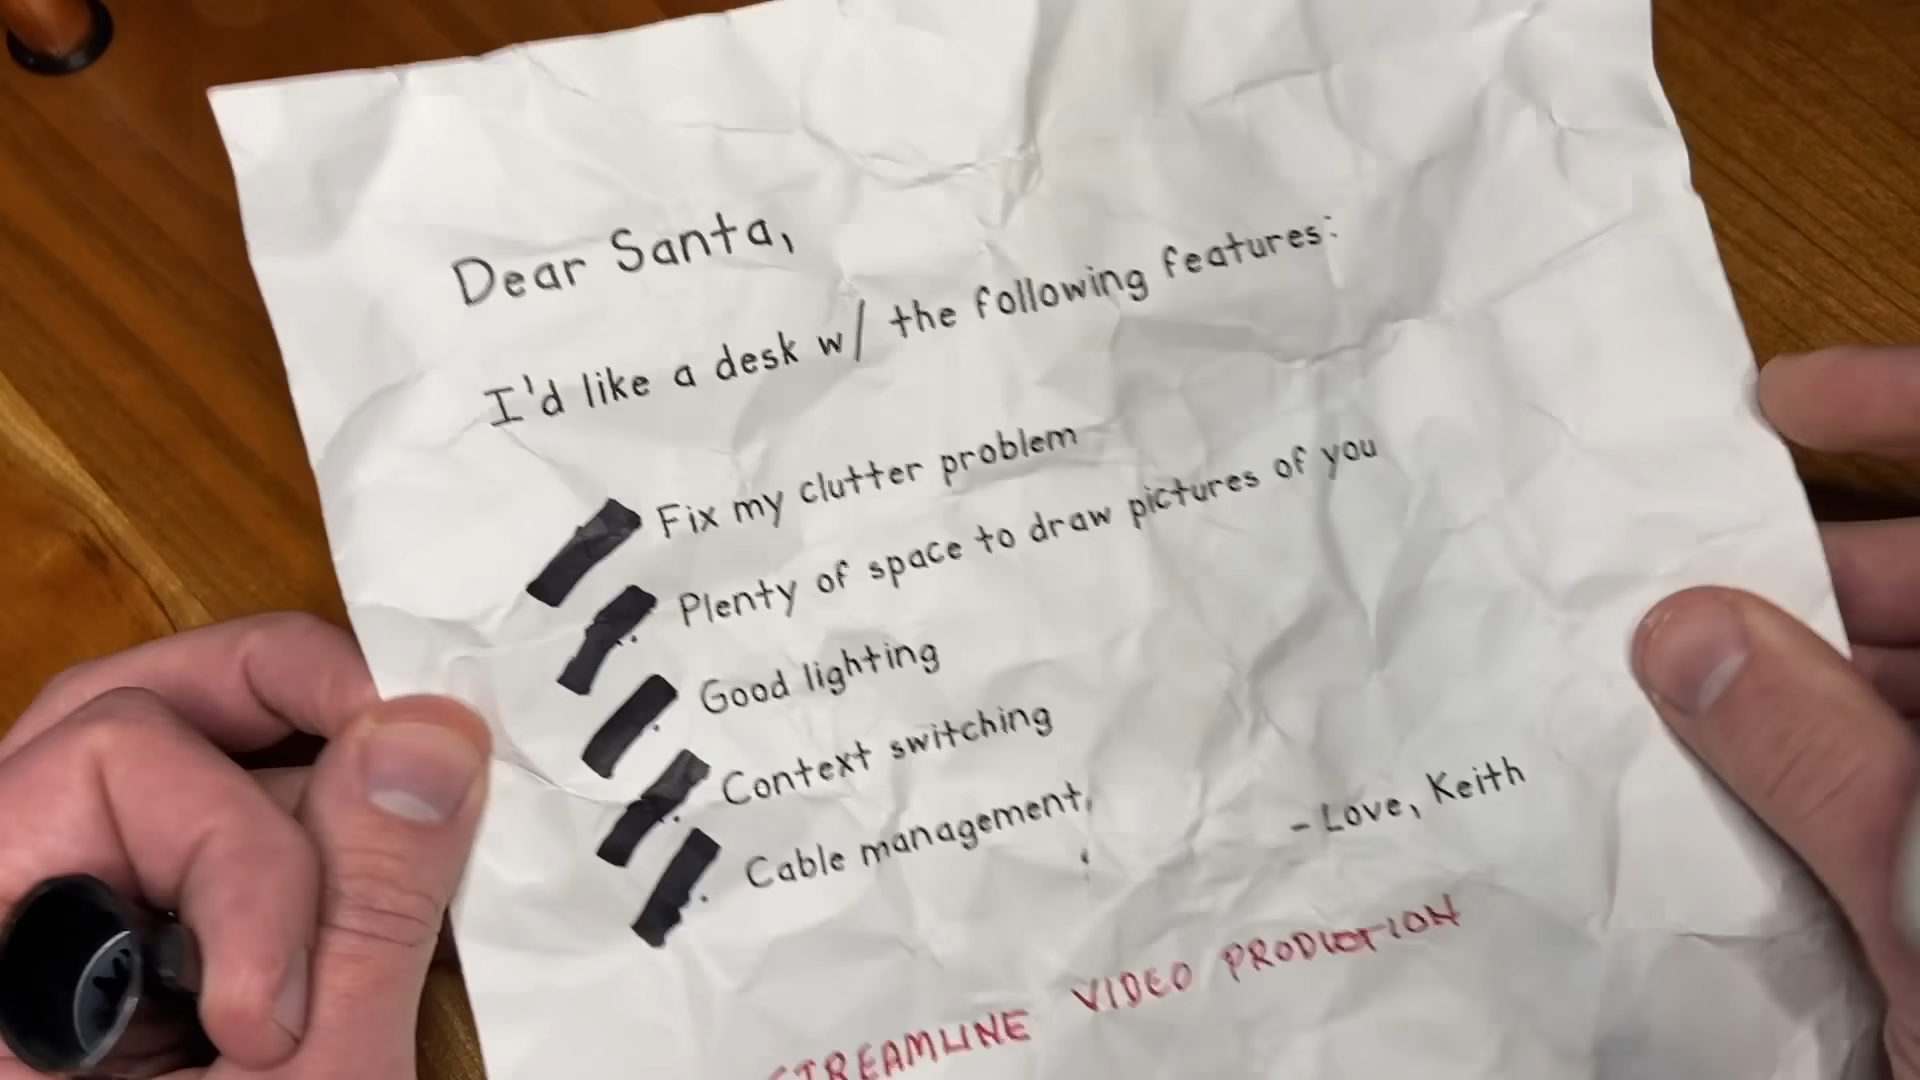 Dear Santa,
I'd like a desk w/ the following features:
Fix my clutter problem
Plenty of space to draw pictures of you
Good lighting
Context switching
Cable management,
- Love, Keith
STREAMLINE VIDEO PRODUCTION